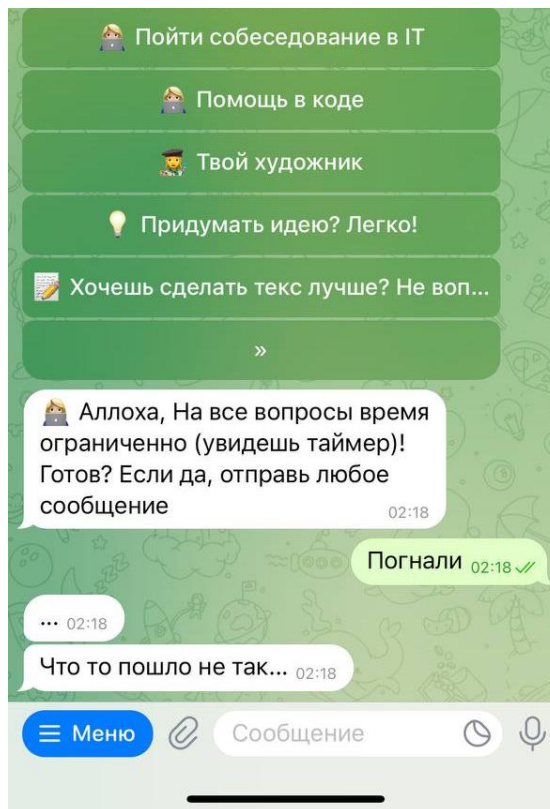 Пойти собеседование в IT
Помощь в коде
Твой художник
Придумать идею? Легко!
Хочешь сделать текс лучше? Не воп...
»
Аллоха, На все вопросы время
ограниченно (увидешь таймер)!
Готов? Если да, отправь любое
сообщение 02:18
Погнали 02:18
... 02:18
Что то пошло не так... 02:18
Меню Сообщение